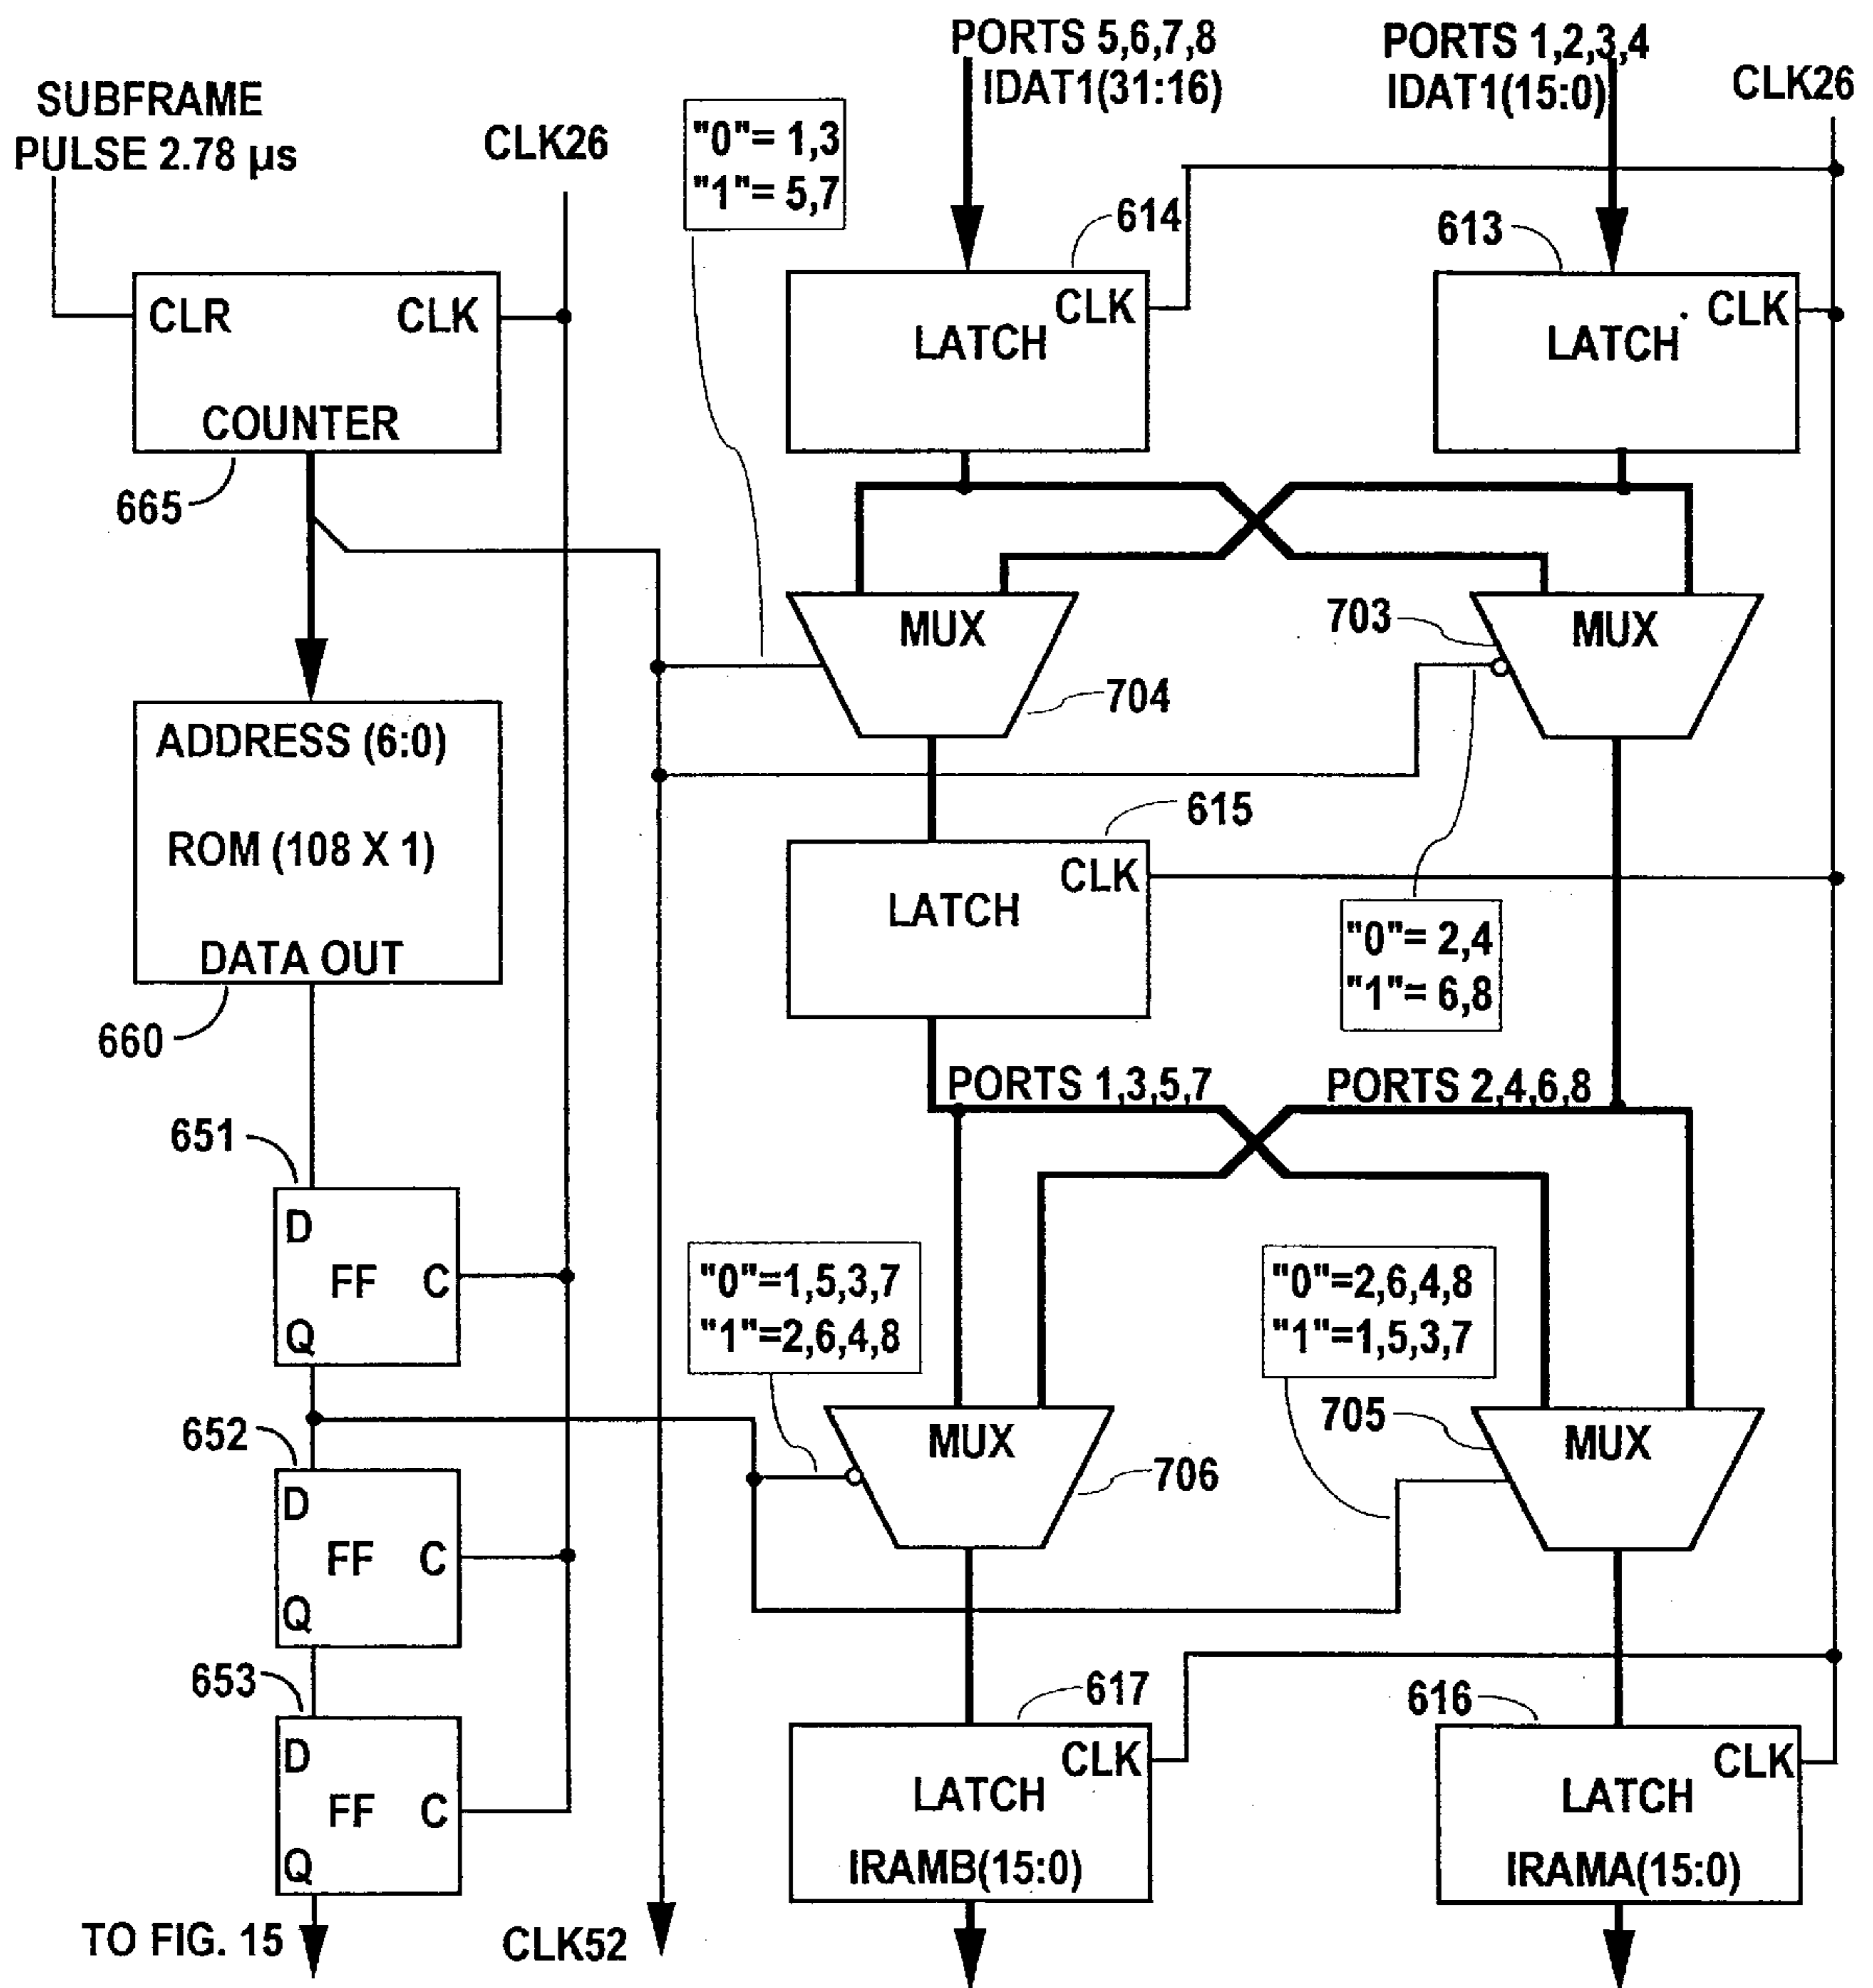 PORTS 5,6,7,8
IDAT1(31:16)
PORTS 1,2,3,4
IDAT1(15:0)
CLK26
SUBFRAME
PULSE 2.78 µs
CLK26
"0"= 1,3
"1"= 5,7
614
613
CLR
CLK
COUNTER
665
CLK
LATCH
CLK
LATCH
MUX
704
703
MUX
ADDRESS (6:0)
ROM (108 X 1)
DATA OUT
660
615
CLK
LATCH
"0"= 2,4
"1"= 6,8
PORTS 1,3,5,7
PORTS 2,4,6,8
651
D
FF
C
Q
"0"=1,5,3,7
"1"=2,6,4,8
"0"=2,6,4,8
"1"=1,5,3,7
652
D
FF
C
Q
MUX
706
705
MUX
653
D
FF
C
Q
617
CLK
LATCH
IRAMB(15:0)
616
CLK
LATCH
IRAMA(15:0)
TO FIG. 15
CLK52